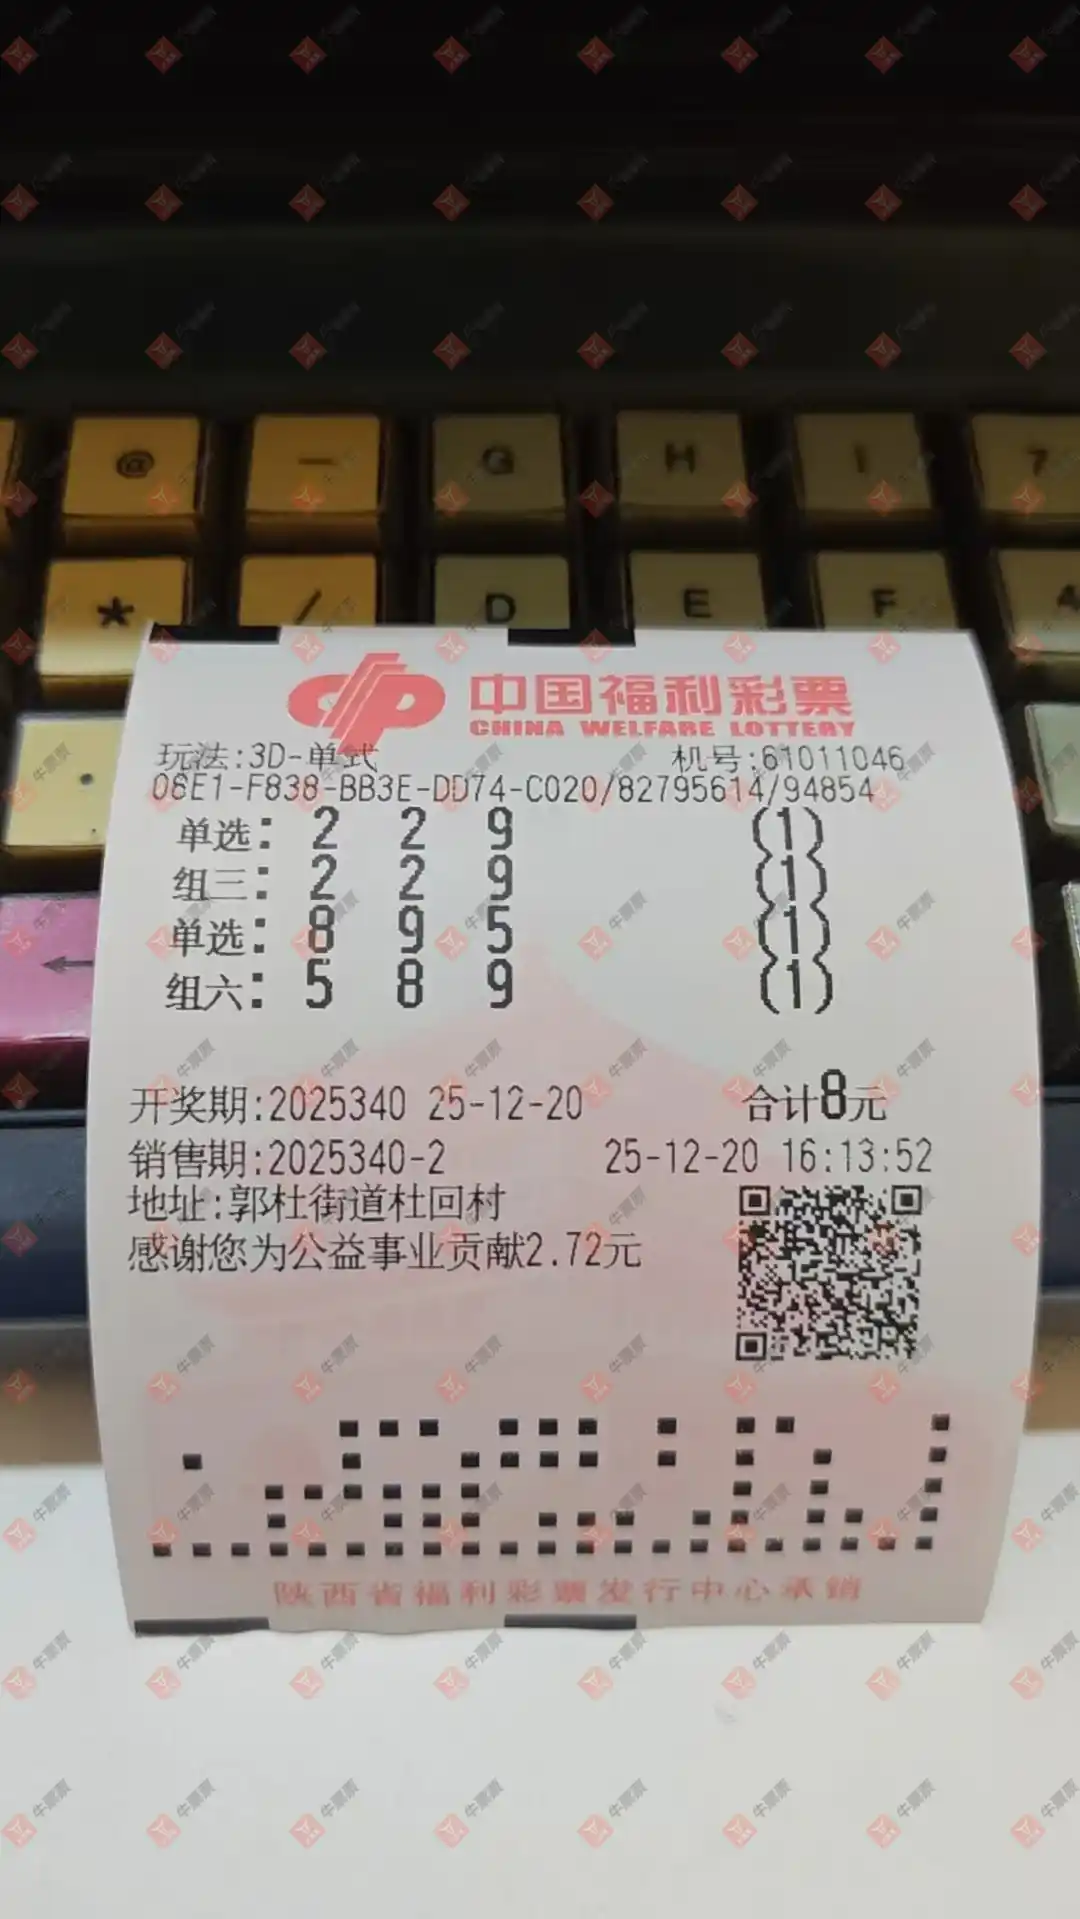 @ — G H I 7
* / D E F 4
中国福利彩票
CHINA WELFARE LOTTERY
玩法:3D-单式 机号:61011046
06E1-F838-BB3E-DD74-C020/82795614/94854
单选: 2 2 9 (1)
组三: 2 2 9 (1)
单选: 8 9 5 (1)
组六: 5 8 9 (1)
开奖期:2025340 25-12-20 合计8元
销售期:2025340-2 25-12-20 16:13:52
地址:郭杜街道杜回村
感谢您为公益事业贡献2.72元
陕西省福利彩票发行中心承销
牛票票